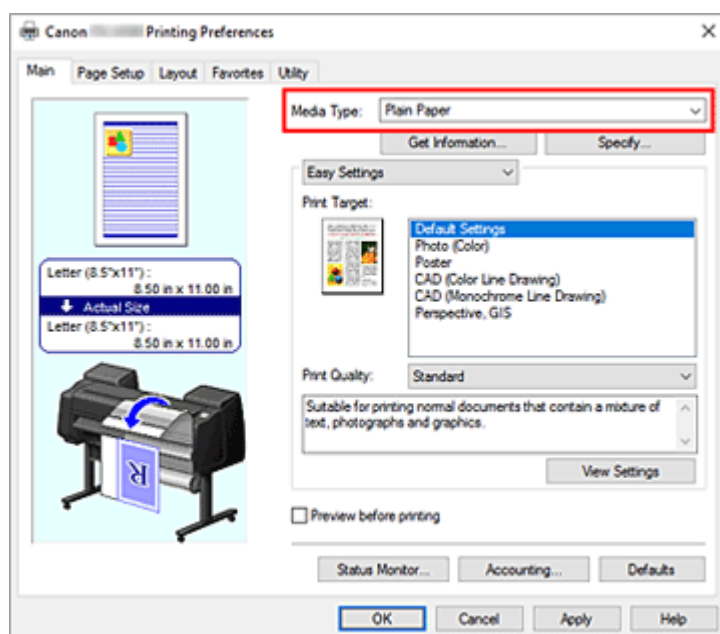 Canon Printing Preferences
Main Page Setup Layout Favorites Utility
Media Type: Plain Paper
Get Information... Specify...
Easy Settings
Print Target:
Default Settings
Photo (Color)
Poster
CAD (Color Line Drawing)
CAD (Monochrome Line Drawing)
Perspective, GIS
Letter (8.5"x11") :
8.50 in x 11.00 in
Actual Size
Letter (8.5"x11") :
8.50 in x 11.00 in
Print Quality: Standard
Suitable for printing normal documents that contain a mixture of
text, photographs and graphics.
View Settings
R
Preview before printing
Status Monitor... Accounting... Defaults
OK Cancel Apply Help